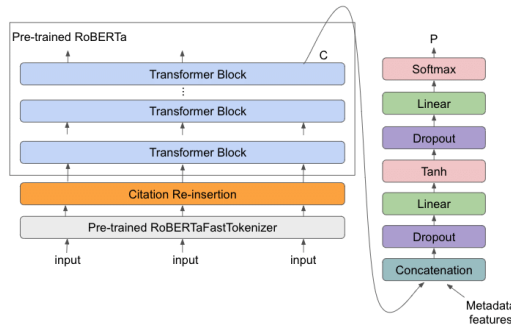 Pre-trained RoBERTa
C
Transformer Block
Transformer Block
Transformer Block
Citation Re-insertion
Pre-trained RoBERTaFastTokenizer
input input input
P
Softmax
Linear
Dropout
Tanh
Linear
Dropout
Concatenation
Metadata
features